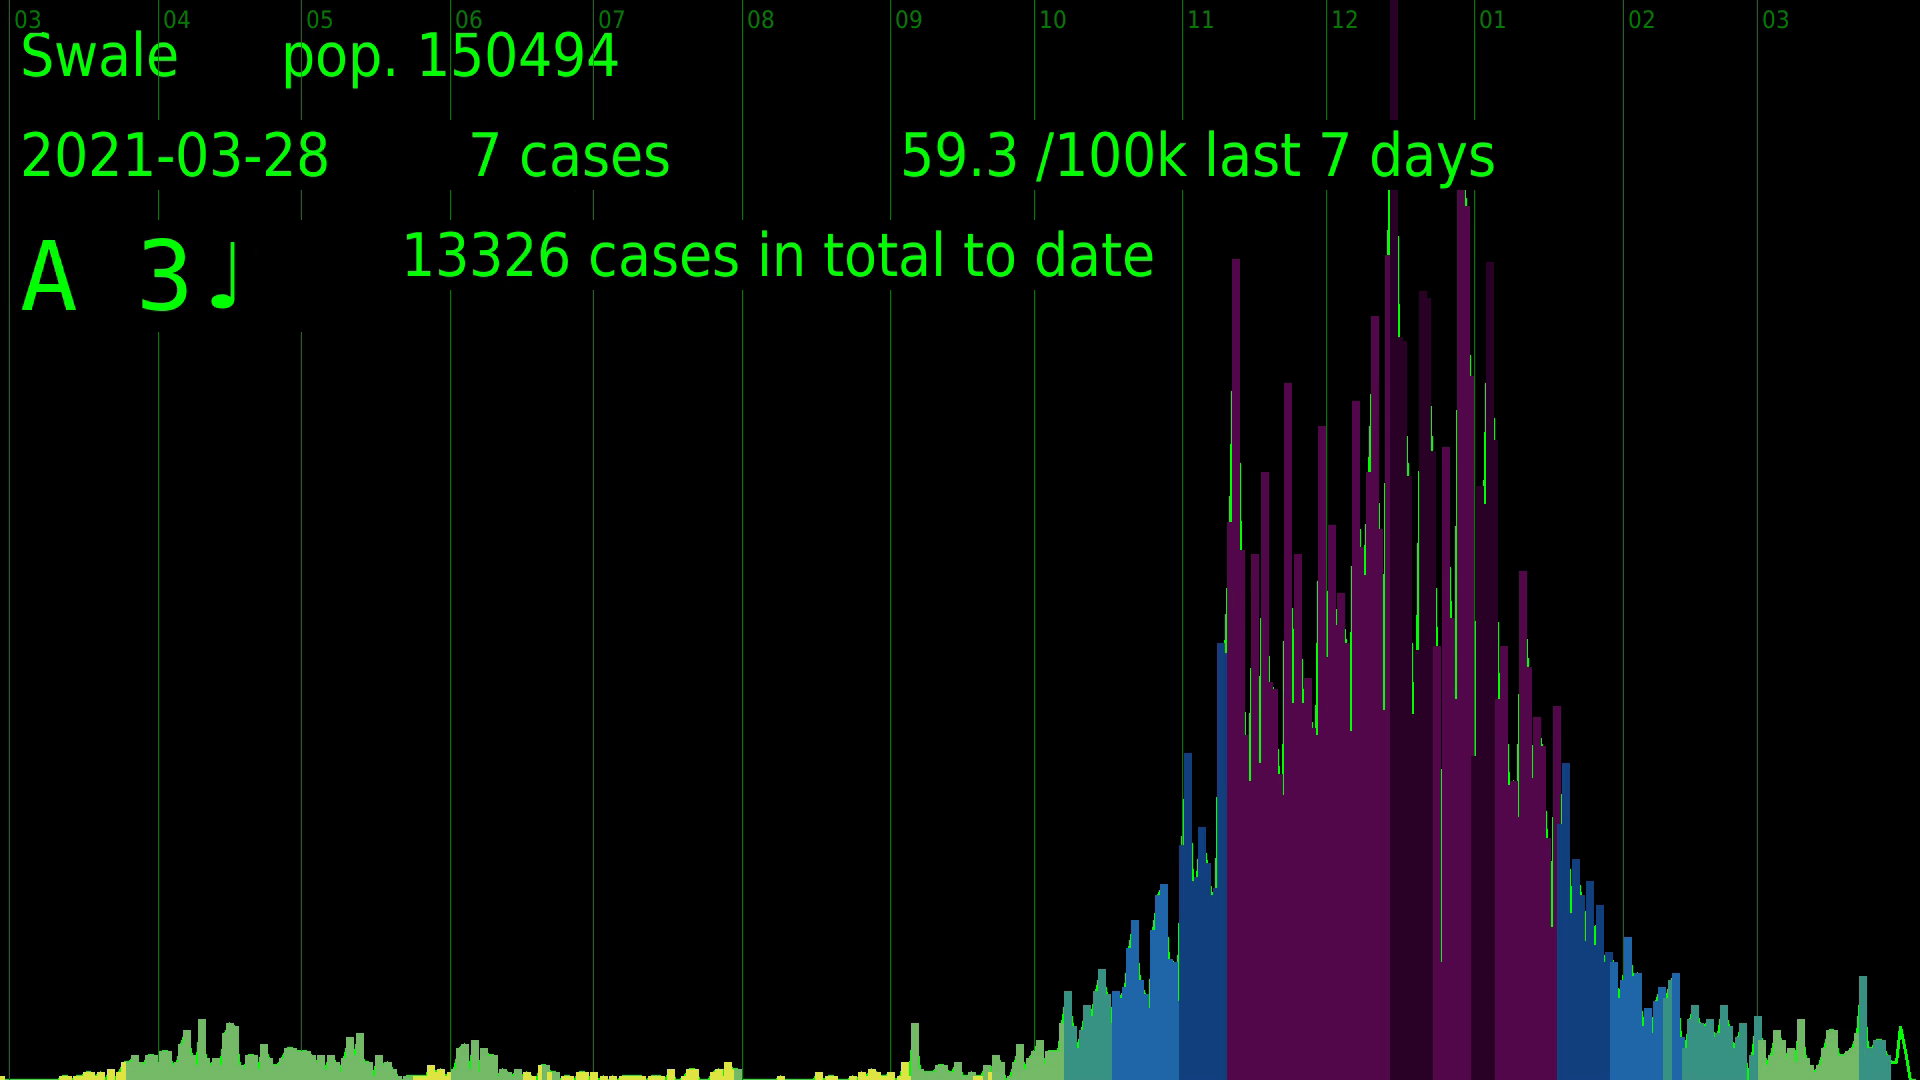 03 04 05 06 07 08 09 10 11 12 01 02 03
Swale pop. 150494
2021-03-28 7 cases 59.3 /100k last 7 days
A 3♩ 13326 cases in total to date